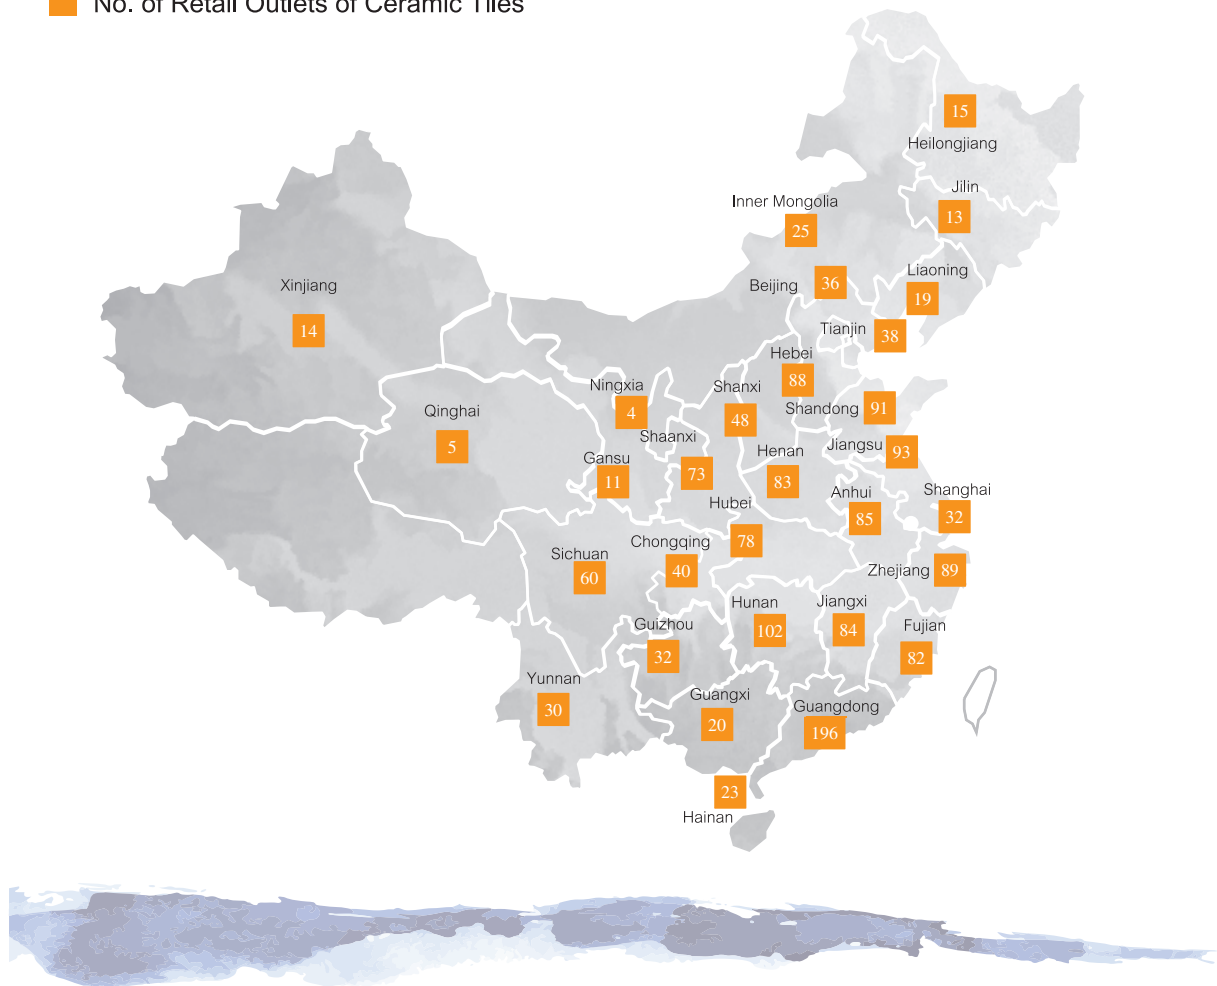 No. of Retail Outlets of Ceramic Tiles
15
Heilongjiang
Jilin
13
Inner Mongolia
25
Liaoning
19
Beijing
36
Xinjiang
14
Tianjin
38
Hebei
88
Ningxia
4
Shanxi
48
Shandong
91
Qinghai
5
Shaanxi
73
Jiangsu
93
Henan
83
Gansu
11
Anhui
85
Shanghai
32
Hubei
78
Chongqing
40
Sichuan
60
Zhejiang
89
Hunan
102
Jiangxi
84
Guizhou
32
Fujian
82
Yunnan
30
Guangxi
20
Guangdong
196
23
Hainan